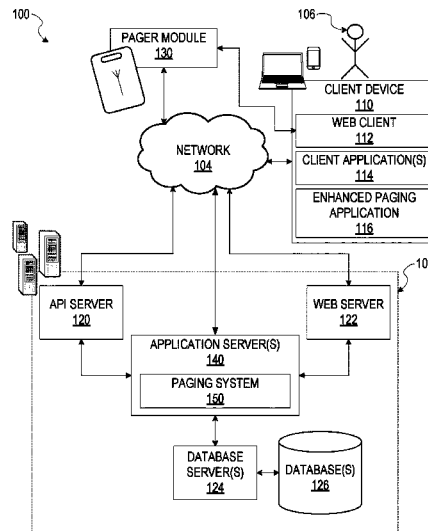 100
PAGER MODULE
130
106
CLIENT DEVICE
110
WEB CLIENT
112
CLIENT APPLICATION(S)
114
ENHANCED PAGING
APPLICATION
116
NETWORK
104
10
API SERVER
120
WEB SERVER
122
APPLICATION SERVER(S)
140
PAGING SYSTEM
150
DATABASE
SERVER(S)
124
DATABASE(S)
126